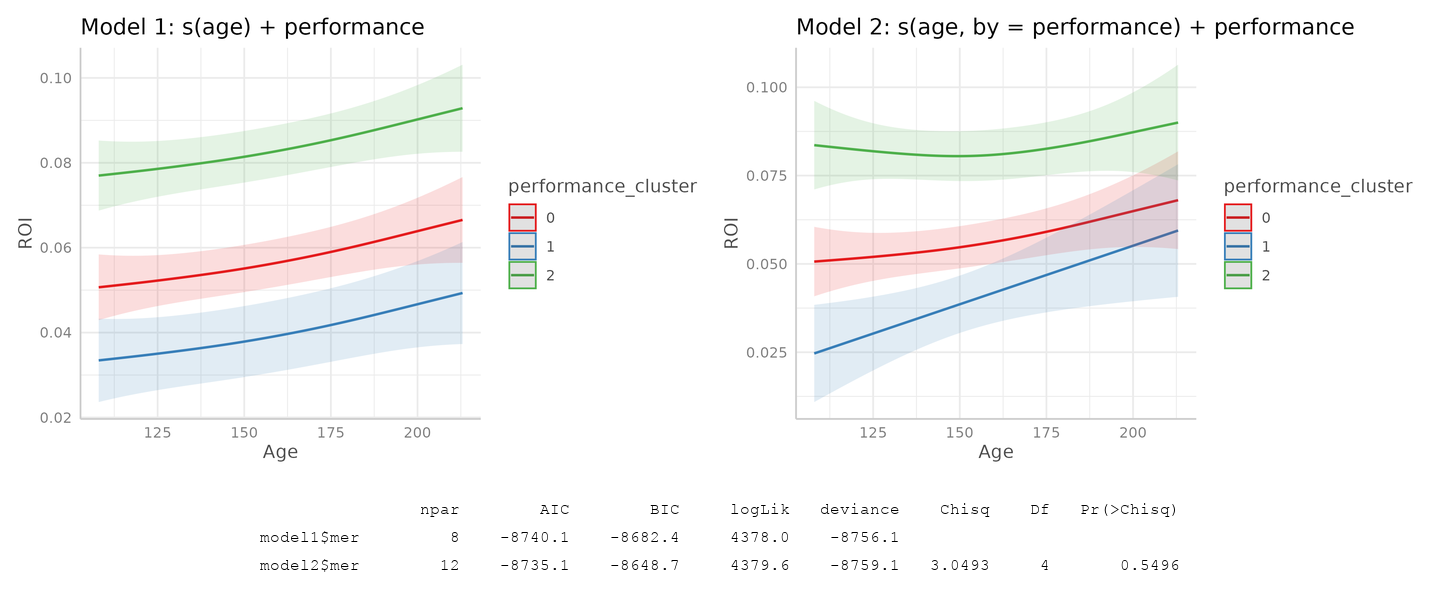 Model 1: s(age) + performance
0.10
0.08
0.06
0.04
0.02
ROI
125 150 175 200
Age
performance_cluster
0
1
2
Model 2: s(age, by = performance) + performance
0.100
0.075
0.050
0.025
ROI
125 150 175 200
Age
performance_cluster
0
1
2
npar AIC BIC logLik deviance Chisq Df Pr(>Chisq)
model1$mer 8 -8740.1 -8682.4 4378.0 -8756.1
model2$mer 12 -8735.1 -8648.7 4379.6 -8759.1 3.0493 4 0.5496